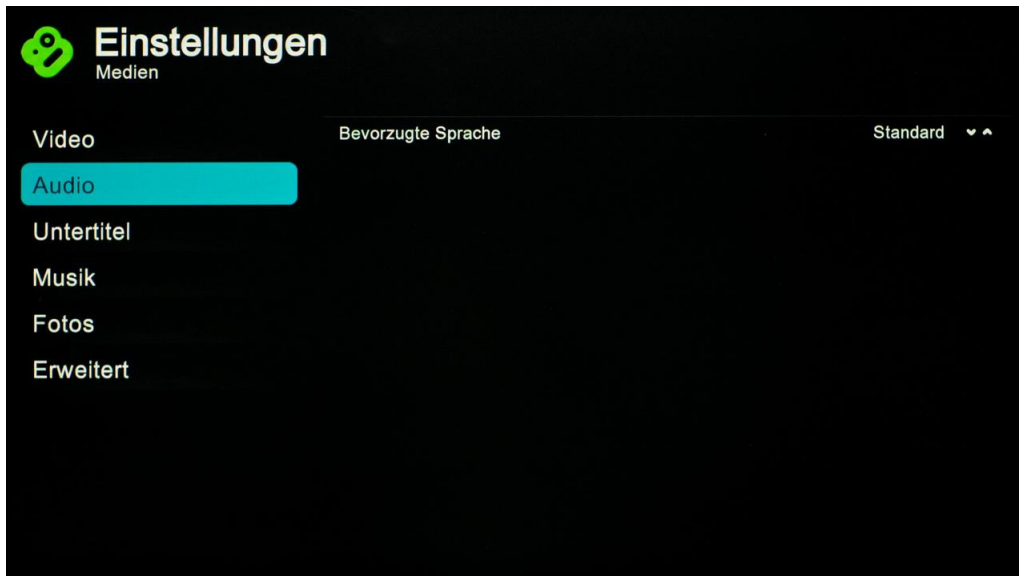 Einstellungen
Medien
Video
Audio
Untertitel
Musik
Fotos
Erweitert
Bevorzugte Sprache Standard